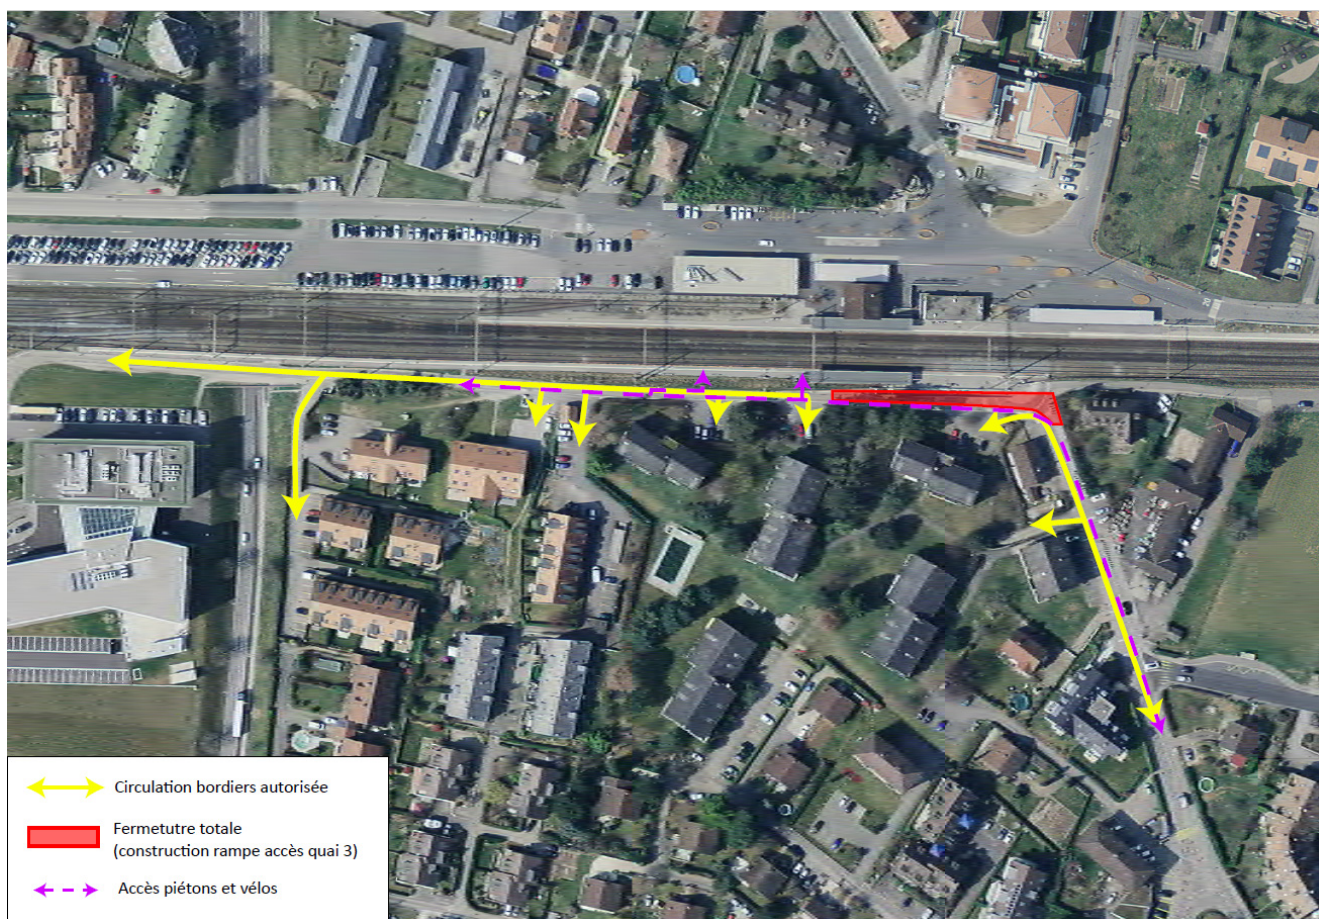 Circulation bordiers autorisée
Fermetutre totale
(construction rampe accès quai 3)
Accès piétons et vélos